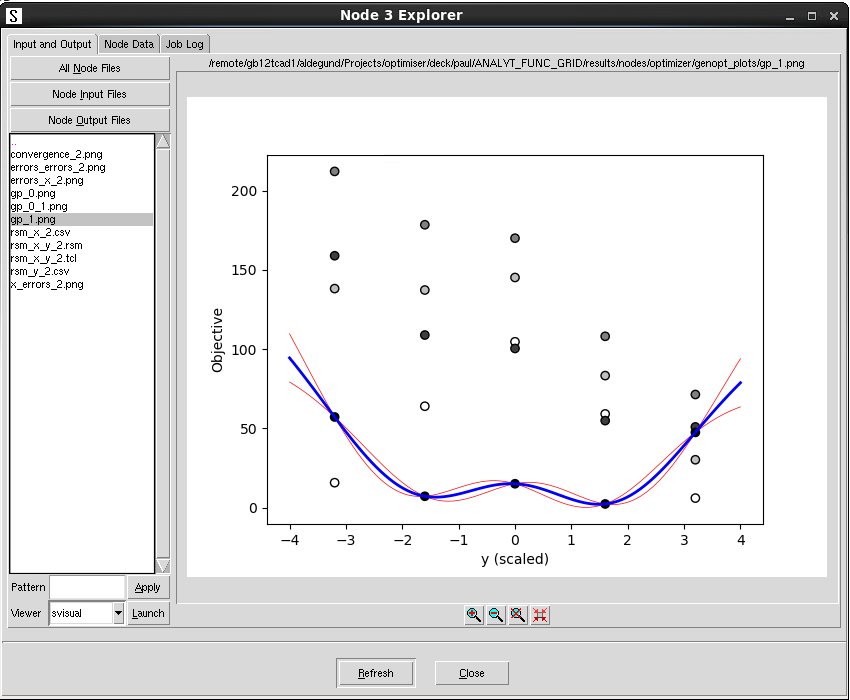 S
Node 3 Explorer
Input and Output
Node Data
Job Log
All Node Files
Node Input Files
Node Output Files
/remote/gb12tcad1/aldegund/Projects/optimiser/deck/paul/ANALYT_FUNC_GRID/results/nodes/optimizer/genopt_plots/gp_1.png
..
convergence_2.png
errors_errors_2.png
errors_x_2.png
gp_0.png
gp_0_1.png
gp_1.png
rsm_x_2.csv
rsm_x_y_2.rsm
rsm_x_y_2.tcl
rsm_y_2.csv
x_errors_2.png
Objective
200
150
100
50
0
−4
−3
−2
−1
0
1
2
3
4
y (scaled)
Pattern
Apply
Viewer
svisual
Launch
Refresh
Close